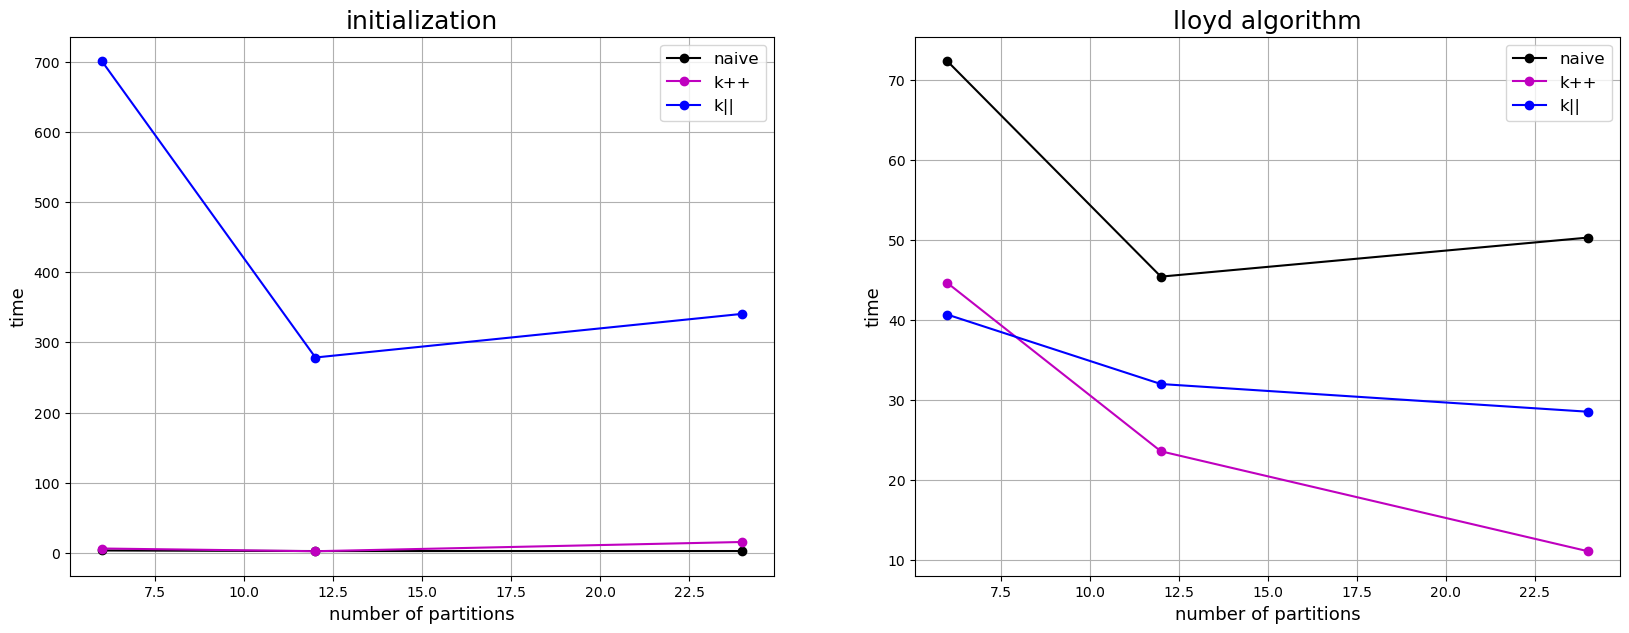 initialization
700
600
500
400
300
200
100
0
time
7.5 10.0 12.5 15.0 17.5 20.0 22.5
number of partitions
naive
k++
k||
lloyd algorithm
70
60
50
40
30
20
10
time
7.5 10.0 12.5 15.0 17.5 20.0 22.5
number of partitions
naive
k++
k||